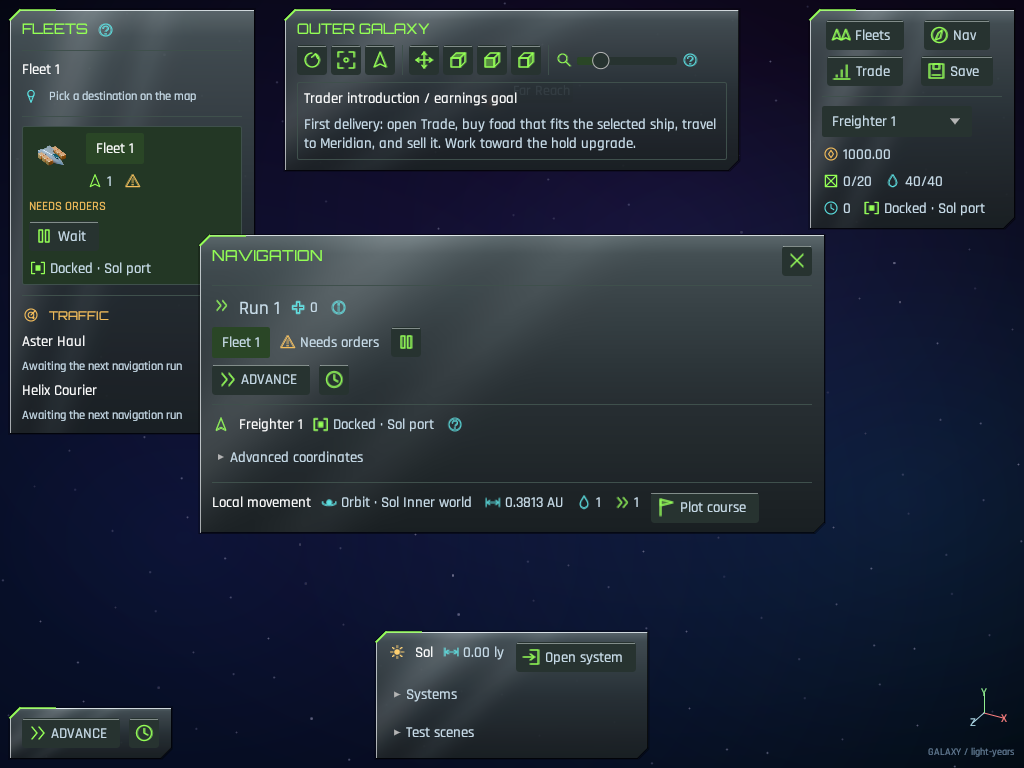 FLEETS
Fleet 1
Pick a destination on the map
Fleet 1
1
NEEDS ORDERS
Wait
Docked · Sol port
TRAFFIC
Aster Haul
Awaiting the next navigation run
Helix Courier
Awaiting the next navigation run
OUTER GALAXY
Far Reach
Trader introduction / earnings goal
First delivery: open Trade, buy food that fits the selected ship, travel
to Meridian, and sell it. Work toward the hold upgrade.
Fleets
Nav
Trade
Save
Freighter 1
1000.00
0/20
40/40
0
Docked · Sol port
NAVIGATION
Run 1
0
Fleet 1
Needs orders
ADVANCE
Freighter 1
Docked · Sol port
Advanced coordinates
Local movement
Orbit · Sol Inner world
0.3813 AU
1
1
Plot course
Sol
0.00 ly
Open system
Systems
Test scenes
ADVANCE
Y
Z
X
GALAXY / light-years